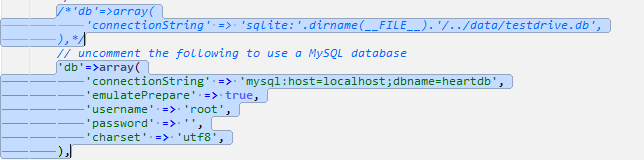 /*'db'=>array(
'connectionString' => 'sqlite:'.dirname(__FILE__).'/../data/testdrive.db',
),*/
// uncomment the following to use a MySQL database
'db'=>array(
'connectionString' => 'mysql:host=localhost;dbname=heartdb',
'emulatePrepare' => true,
'username' => 'root',
'password' => '',
'charset' => 'utf8',
),